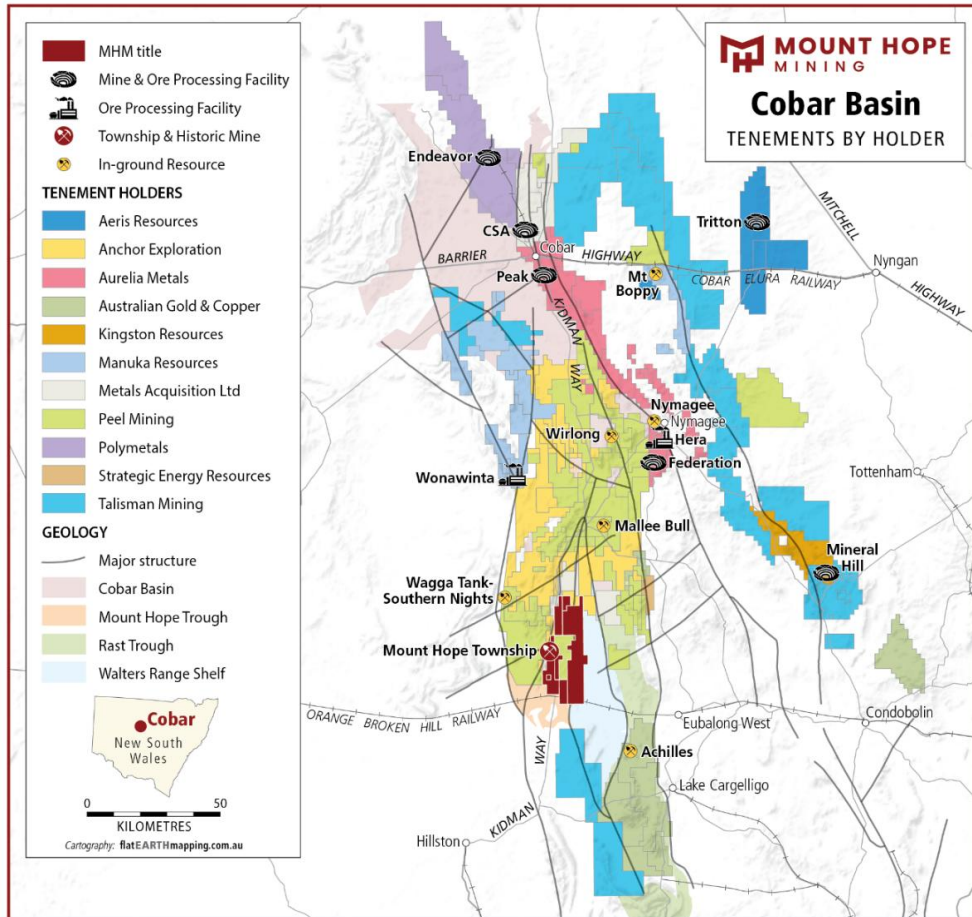 MOUNT HOPE
MINING
Cobar Basin
TENEMENTS BY HOLDER
MHM title
Mine & Ore Processing Facility
Ore Processing Facility
Township & Historic Mine
In-ground Resource
TENEMENT HOLDERS
Aeris Resources
Anchor Exploration
Aurelia Metals
Australian Gold & Copper
Kingston Resources
Manuka Resources
Metals Acquisition Ltd
Peel Mining
Polymetals
Strategic Energy Resources
Talisman Mining
GEOLOGY
Major structure
Cobar Basin
Mount Hope Trough
Rast Trough
Walters Range Shelf
Cobar
New South
Wales
0 50
KILOMETRES
Cartography: flatEARTHmapping.com.au
Endeavor
CSA
Cobar
BARRIER HIGHWAY
Peak
Tritton
MITCHELL
HIGHWAY
Nyngan
Mt
Boppy
COBAR ELURA RAILWAY
KIDMAN
WAY
Nymagee
Nymagee
Wirlong
Hera
Federation
Tottenham
Wonawinta
Mallee Bull
Mineral
Hill
Wagga Tank-
Southern Nights
Mount Hope Township
ORANGE BROKEN HILL RAILWAY
Eubalong West
Condobolin
Achilles
WAY
KIDMAN
Lake Cargelligo
Hillston